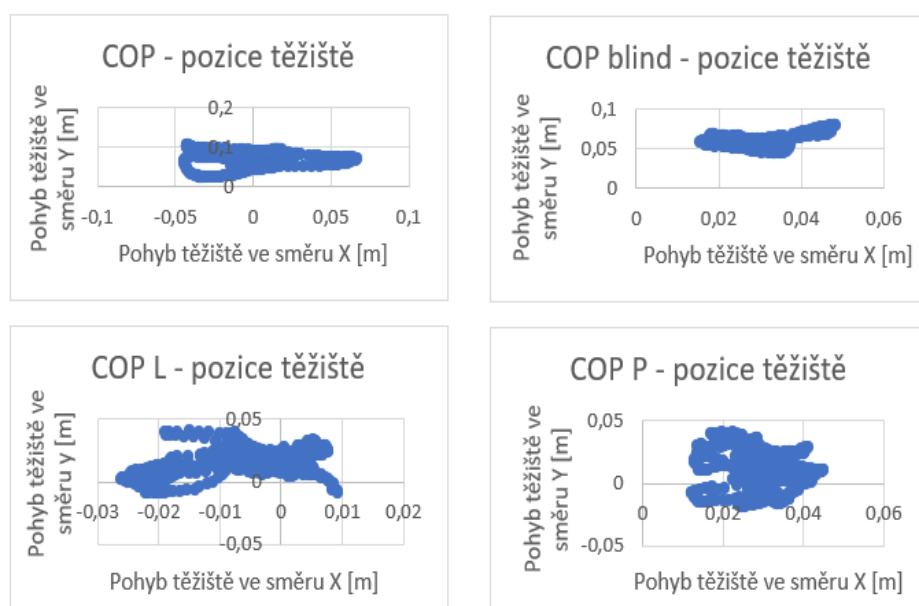 COP - pozice těžiště
Pohyb těžiště ve
směru Y [m]
0,2
0,1
0
-0,1
-0,05
0
0,05
0,1
Pohyb těžiště ve směru X [m]
COP blind - pozice těžiště
Pohyb těžiště ve
směru Y [m]
0,1
0,05
0
0
0,02
0,04
0,06
Pohyb těžiště ve směru X [m]
COP L - pozice těžiště
Pohyb těžiště ve
směru y [m]
0,05
0
-0,05
-0,03
-0,02
-0,01
0
0,01
0,02
Pohyb těžiště ve směru X [m]
COP P - pozice těžiště
Pohyb těžiště ve
směru Y [m]
0,05
0
-0,05
0
0,02
0,04
0,06
Pohyb těžiště ve směru X [m]